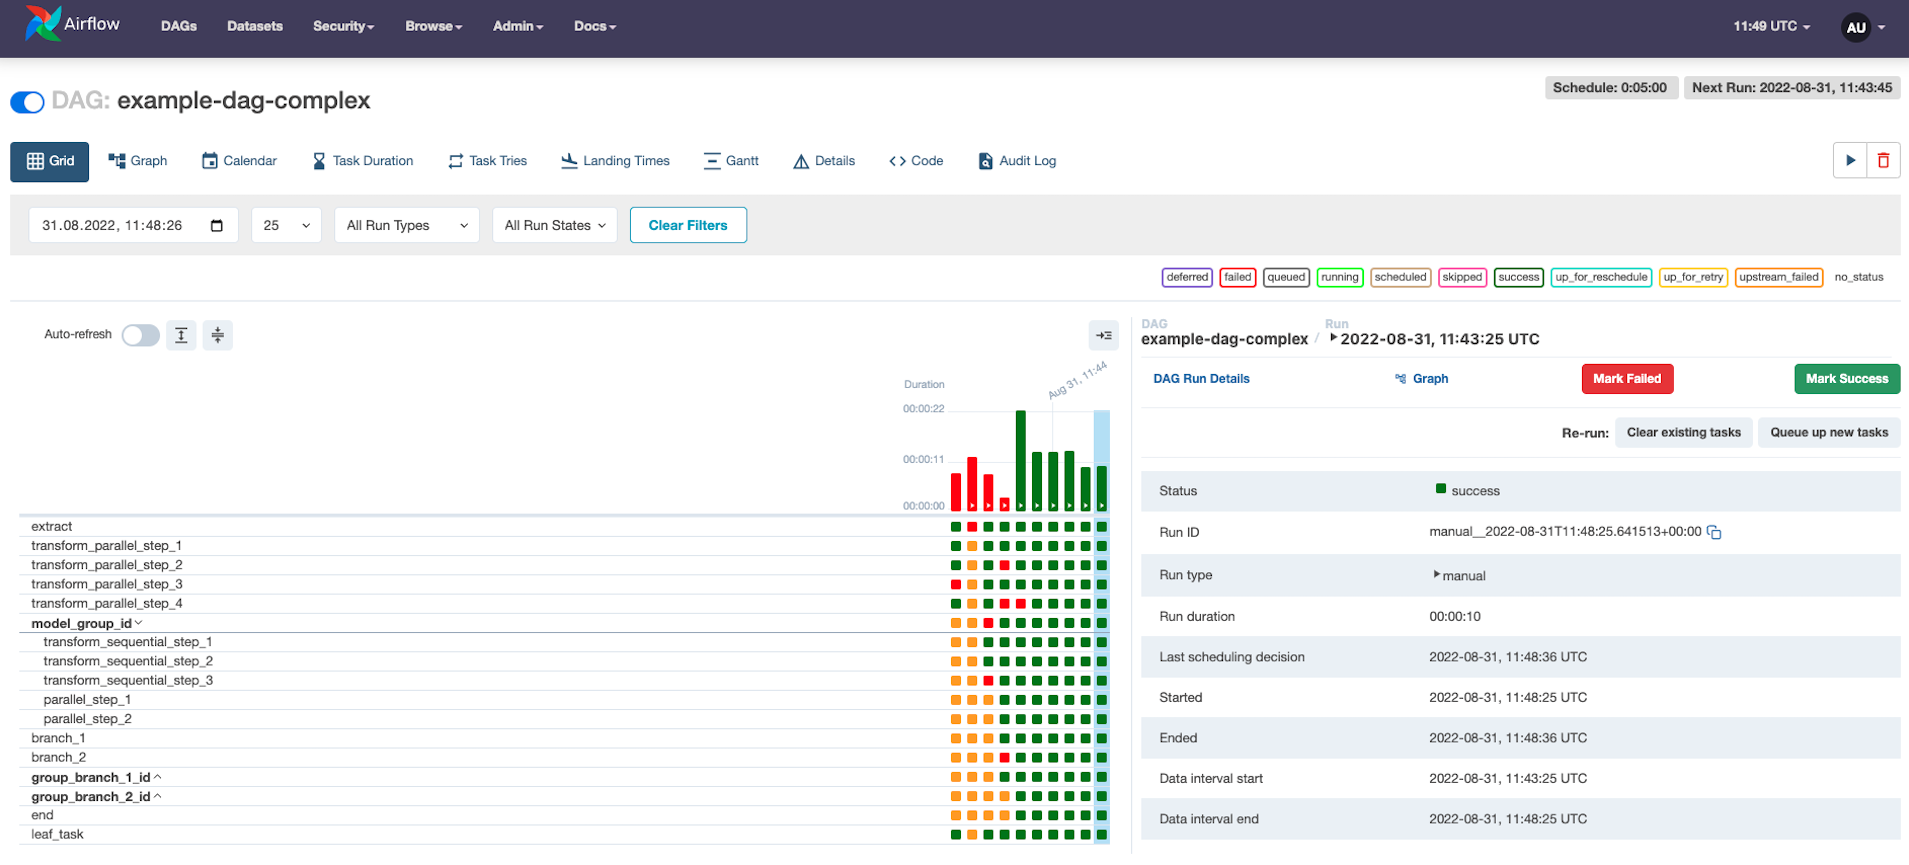 Airflow DAGs Datasets Security Browse Admin Docs 11:49 UTC AU
DAG: example-dag-complex Schedule: 0:05:00 Next Run: 2022-08-31, 11:43:45
Grid Graph Calendar Task Duration Task Tries Landing Times Gantt Details Code Audit Log
31.08.2022, 11:48:26 25 All Run Types All Run States Clear Filters
deferred failed queued running scheduled skipped success up_for_reschedule up_for_retry upstream_failed no_status
Auto-refresh
Duration
Aug 31, 11:44
00:00:22
00:00:11
00:00:00
extract
transform_parallel_step_1
transform_parallel_step_2
transform_parallel_step_3
transform_parallel_step_4
model_group_id
transform_sequential_step_1
transform_sequential_step_2
transform_sequential_step_3
parallel_step_1
parallel_step_2
branch_1
branch_2
group_branch_1_id
group_branch_2_id
end
leaf_task
DAG Run
example-dag-complex / 2022-08-31, 11:43:25 UTC
DAG Run Details Graph Mark Failed Mark Success
Re-run: Clear existing tasks Queue up new tasks
Status success
Run ID manual__2022-08-31T11:48:25.641513+00:00
Run type manual
Run duration 00:00:10
Last scheduling decision 2022-08-31, 11:48:36 UTC
Started 2022-08-31, 11:48:25 UTC
Ended 2022-08-31, 11:48:36 UTC
Data interval start 2022-08-31, 11:43:25 UTC
Data interval end 2022-08-31, 11:48:25 UTC